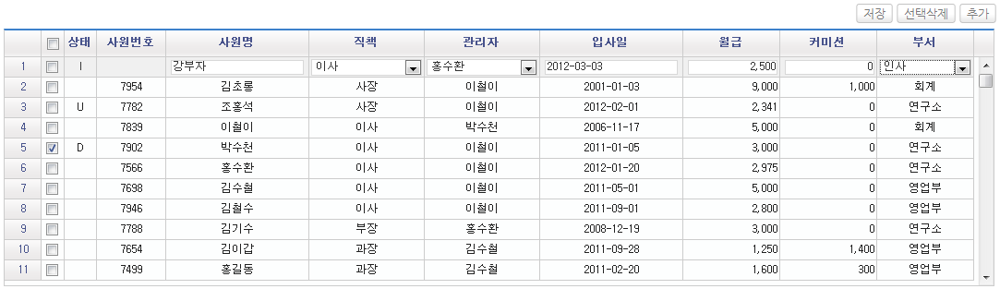 저장 선택삭제 추가
상태 사원번호 사원명 직책 관리자 입사일 월급 커미션 부서
1 I 강부자 이사 홍수환 2012-03-03 2,500 0 인사
2 7954 김초롱 사장 이철이 2001-01-03 9,000 1,000 회계
3 U 7782 조홍석 사장 이철이 2012-02-01 2,341 0 연구소
4 7839 이철이 이사 박수천 2006-11-17 5,000 0 회계
5 D 7902 박수천 이사 이철이 2011-01-05 3,000 0 연구소
6 7566 홍수환 이사 이철이 2012-01-20 2,975 0 연구소
7 7698 김수철 이사 이철이 2011-05-01 5,000 0 영업부
8 7946 김철수 이사 이철이 2011-09-01 2,800 0 영업부
9 7788 김기수 부장 홍수환 2008-12-19 3,000 0 연구소
10 7654 김이갑 과장 김수철 2011-09-28 1,250 1,400 영업부
11 7499 홍길동 과장 김수철 2011-02-20 1,600 300 영업부